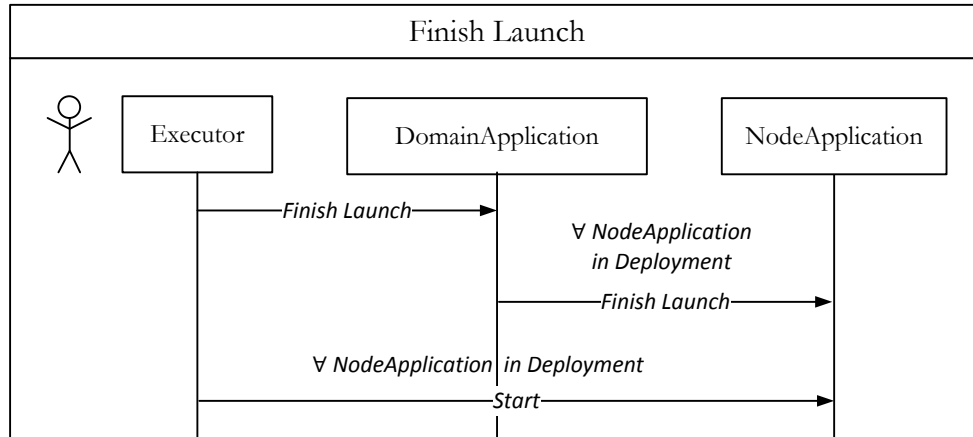 Finish Launch
Executor
DomainApplication
NodeApplication
Finish Launch
∀ NodeApplication
in Deployment
Finish Launch
∀ NodeApplication in Deployment
Start